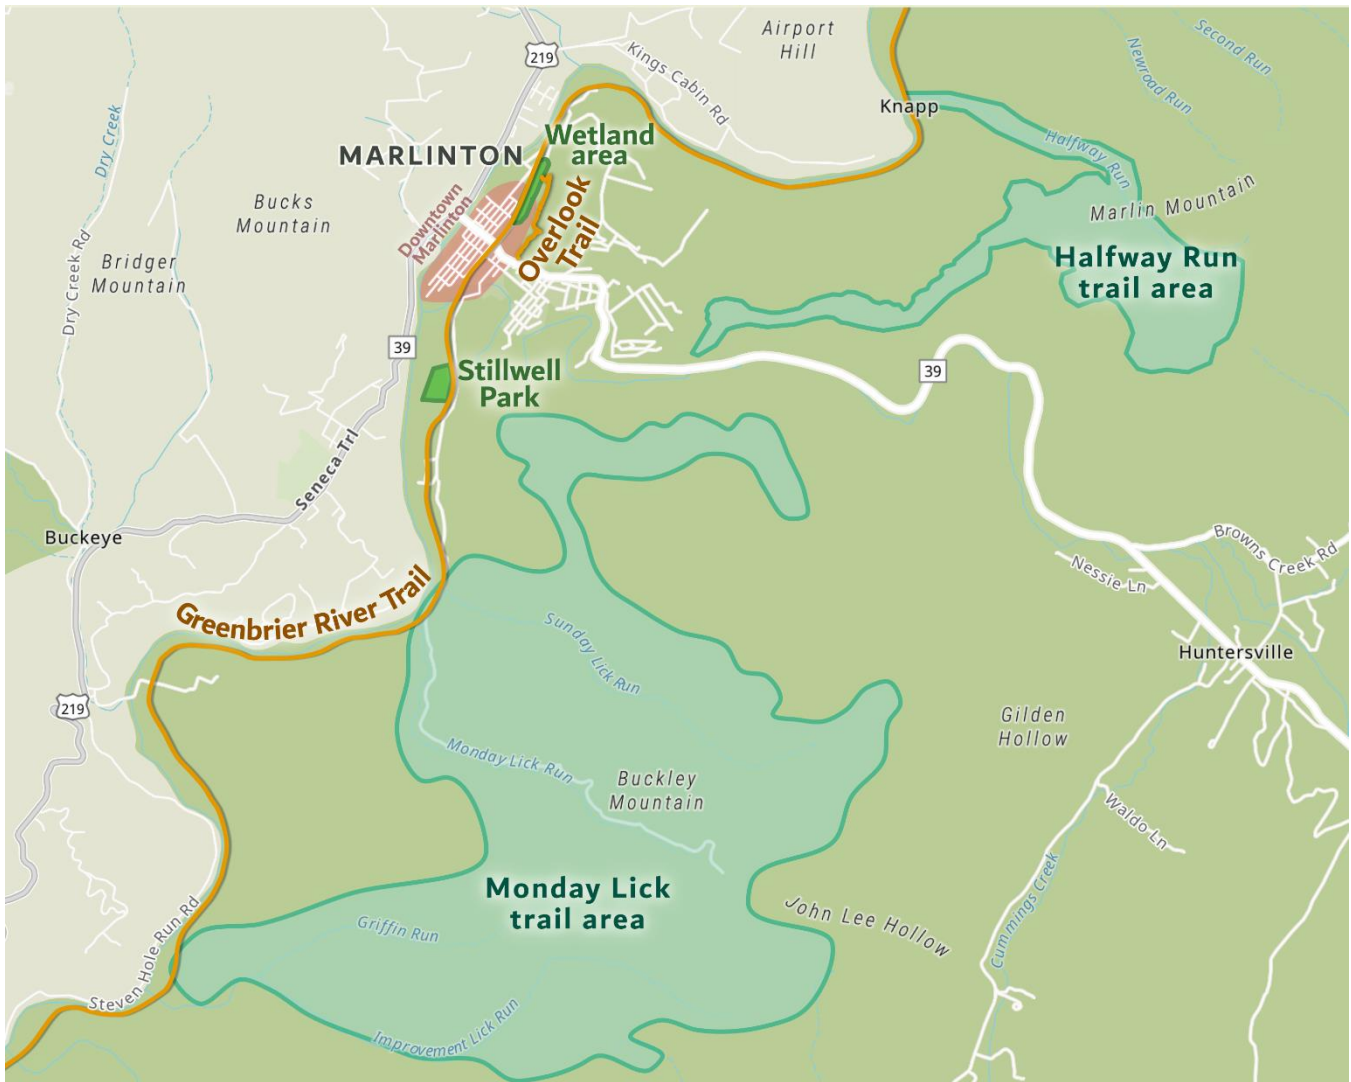 Airport
Hill
Second Run
Newroad Run
219
Kings Cabin Rd
Knapp
Dry Creek
Wetland
area
MARLINTON
Halfway Run
Marlin Mountain
Bucks
Mountain
Downtown
Marlinton
Overlook
Trail
Dry Creek Rd
Bridger
Mountain
Halfway Run
trail area
39
Stillwell
Park
39
Seneca Trl
Buckeye
Browns Creek Rd
Nessie Ln
Greenbrier River Trail
Sunday Lick Run
Huntersville
219
Gilden
Hollow
Monday Lick Run
Buckley
Mountain
Waldo Ln
Monday Lick
trail area
John Lee Hollow
Griffin Run
Steven Hole Run Rd
Cummings Creek
Improvement Lick Run